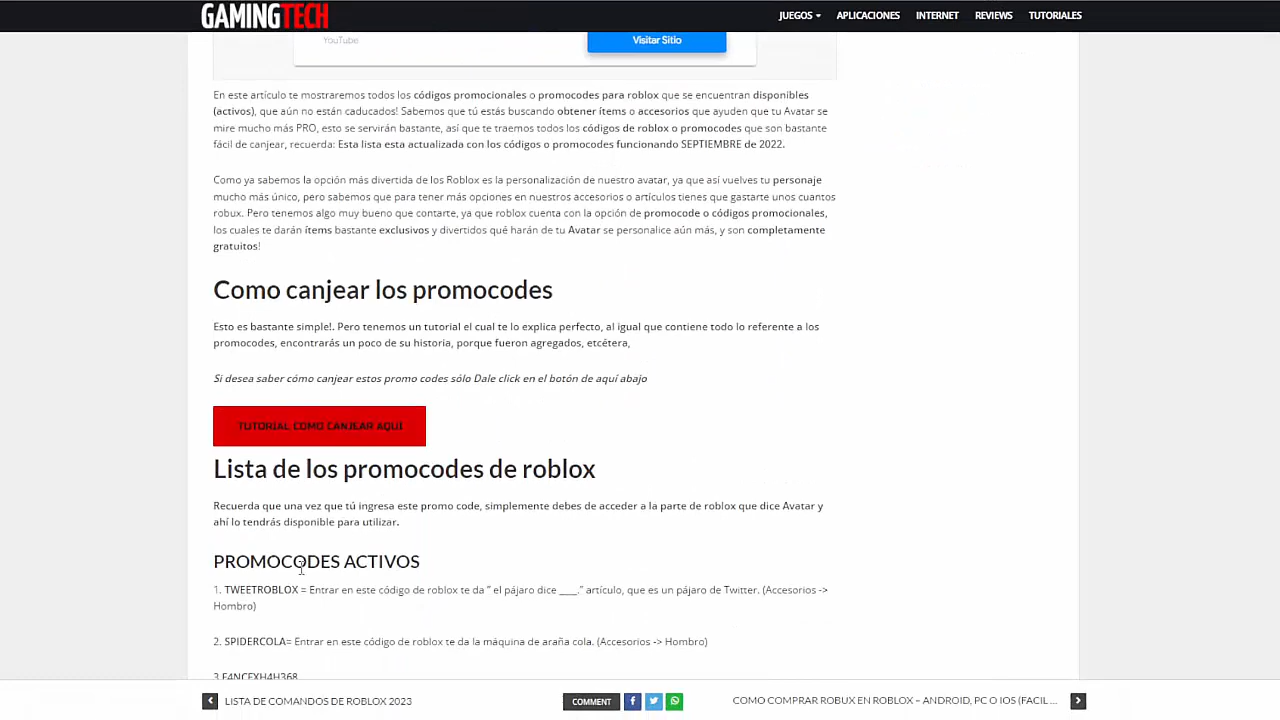 GAMINGTECH
JUEGOS APLICACIONES INTERNET REVIEWS TUTORIALES
YouTube
Visitar Sitio
En este artículo te mostraremos todos los códigos promocionales o promocodes para roblox que se encuentran disponibles
(activos), que aún no están caducados! Sabemos que tú estás buscando obtener ítems o accesorios que ayuden que tu Avatar se
mire mucho más PRO, esto se servirán bastante, así que te traemos todos los códigos de roblox o promocodes que son bastante
fácil de canjear, recuerda: Esta lista esta actualizada con los códigos o promocodes funcionando SEPTIEMBRE de 2022.
Como ya sabemos la opción más divertida de los Roblox es la personalización de nuestro avatar, ya que así vuelves tu personaje
mucho más único, pero sabemos que para tener más opciones en nuestros accesorios o artículos tienes que gastarte unos cuantos
robux. Pero tenemos algo muy bueno que contarte, ya que roblox cuenta con la opción de promocode o códigos promocionales,
los cuales te darán ítems bastante exclusivos y divertidos qué harán de tu Avatar se personalice aún más, y son completamente
gratuitos!
Como canjear los promocodes
Esto es bastante simple!. Pero tenemos un tutorial el cual te lo explica perfecto, al igual que contiene todo lo referente a los
promocodes, encontrarás un poco de su historia, porque fueron agregados, etcétera,
Si desea saber cómo canjear estos promo codes sólo Dale click en el botón de aquí abajo
TUTORIAL COMO CANJEAR AQUI
Lista de los promocodes de roblox
Recuerda que una vez que tú ingresa este promo code, simplemente debes de acceder a la parte de roblox que dice Avatar y
ahí lo tendrás disponible para utilizar.
PROMOCODES ACTIVOS
1. TWEETROBLOX = Entrar en este código de roblox te da " el pájaro dice ____." artículo, que es un pájaro de Twitter. (Accesorios ->
Hombro)
2. SPIDERCOLA= Entrar en este código de roblox te da la máquina de araña cola. (Accesorios -> Hombro)
LISTA DE COMANDOS DE ROBLOX 2023
COMMENT
COMO COMPRAR ROBUX EN ROBLOX – ANDROID, PC O IOS (FACIL ...